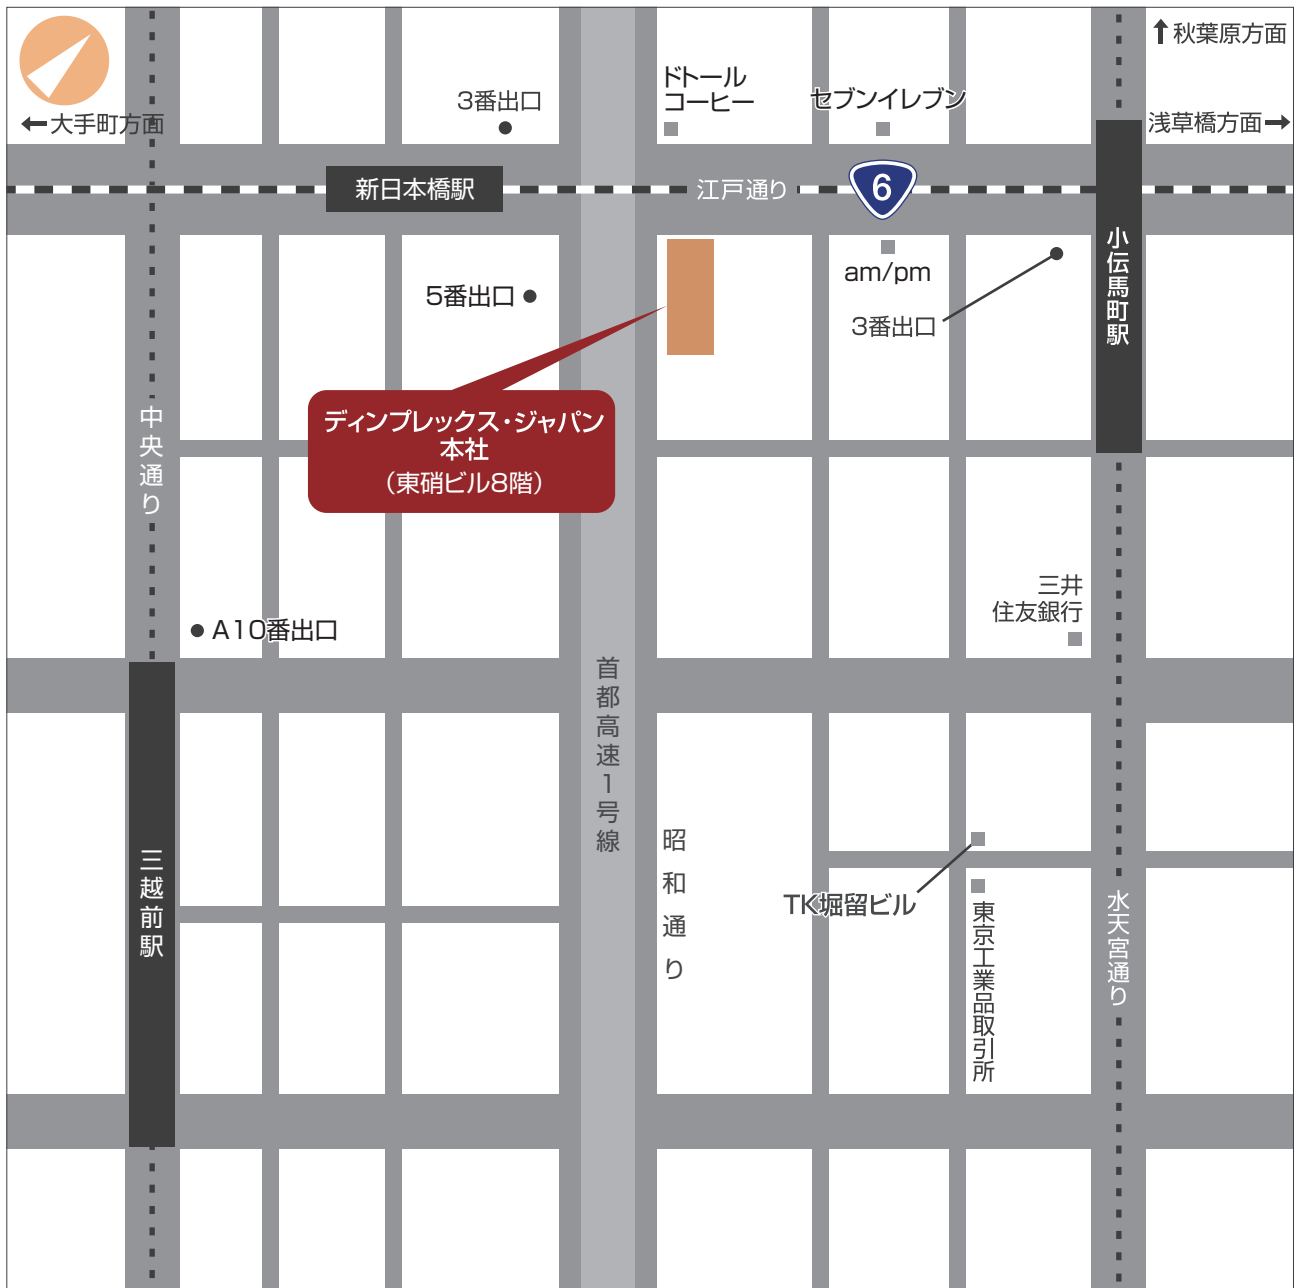 ↑秋葉原方面
←大手町方面
浅草橋方面→
3番出口
ドトール
コーヒー
セブンイレブン
新日本橋駅
江戸通り
6
小伝馬町駅
am/pm
5番出口
3番出口
ディンプレックス・ジャパン
本社
（東硝ビル8階）
中央通り
三井
住友銀行
A10番出口
首都高速1号線
昭和通り
三越前駅
TK堀留ビル
東京工業品取引所
水天宮通り